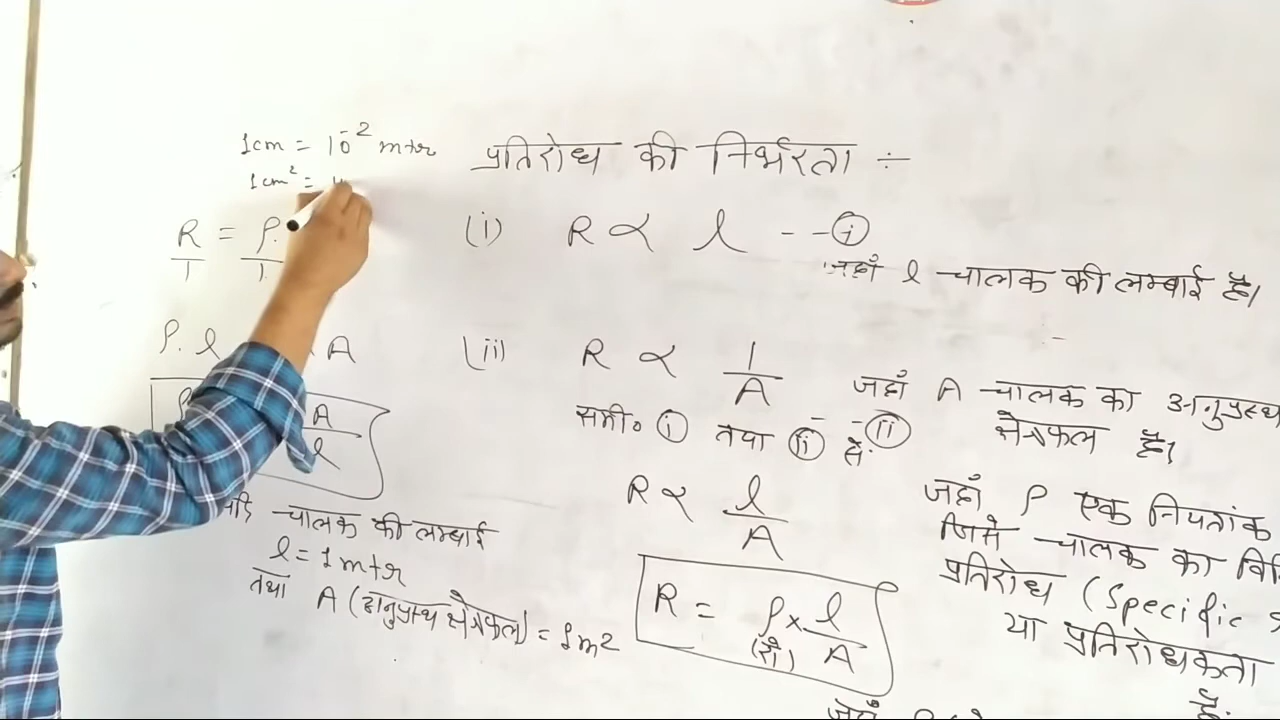 1cm = 10⁻² mtr
1cm² =
R = ρ.
1
P. l A
A
l
चालक की लम्बाई
l = 1 mtr
तथा A (अनुप्रस्थ क्षेत्रफल) = 1m²
प्रतिरोध की निर्भरता ÷
(i) R ∝ l - - (i)
जहाँ l चालक की लम्बाई है।
(ii) R ∝ 1/A - - (ii)
जहाँ A चालक का अनुप्रस्थ
क्षेत्रफल है।
समी० (i) तथा (ii) से
R ∝ l/A
R = ρ × l/A
(रो)
जहाँ ρ एक नियतांक
जिसे चालक का
प्रतिरोध (Specific
या प्रतिरोधकता
है।